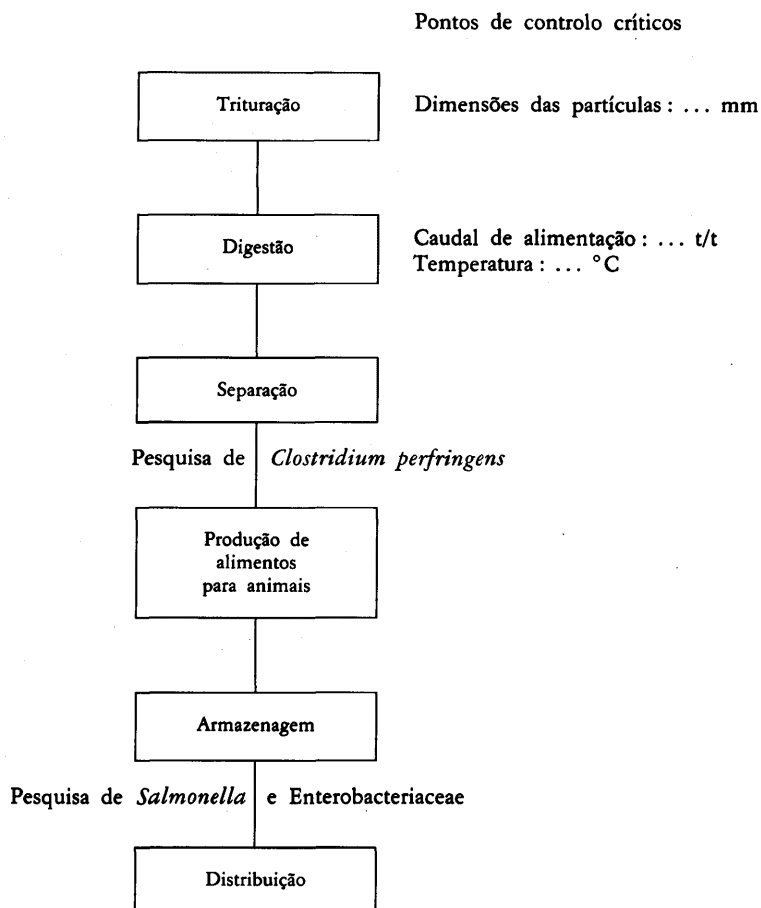 Pontos de controlo críticos
Trituração
Dimensões das partículas : ... mm
Digestão
Caudal de alimentação : ... t/t
Temperatura : ... °C
Separação
Pesquisa de Clostridium perfringens
Produção de
alimentos
para animais
Armazenagem
Pesquisa de Salmonella e Enterobacteriaceae
Distribuição